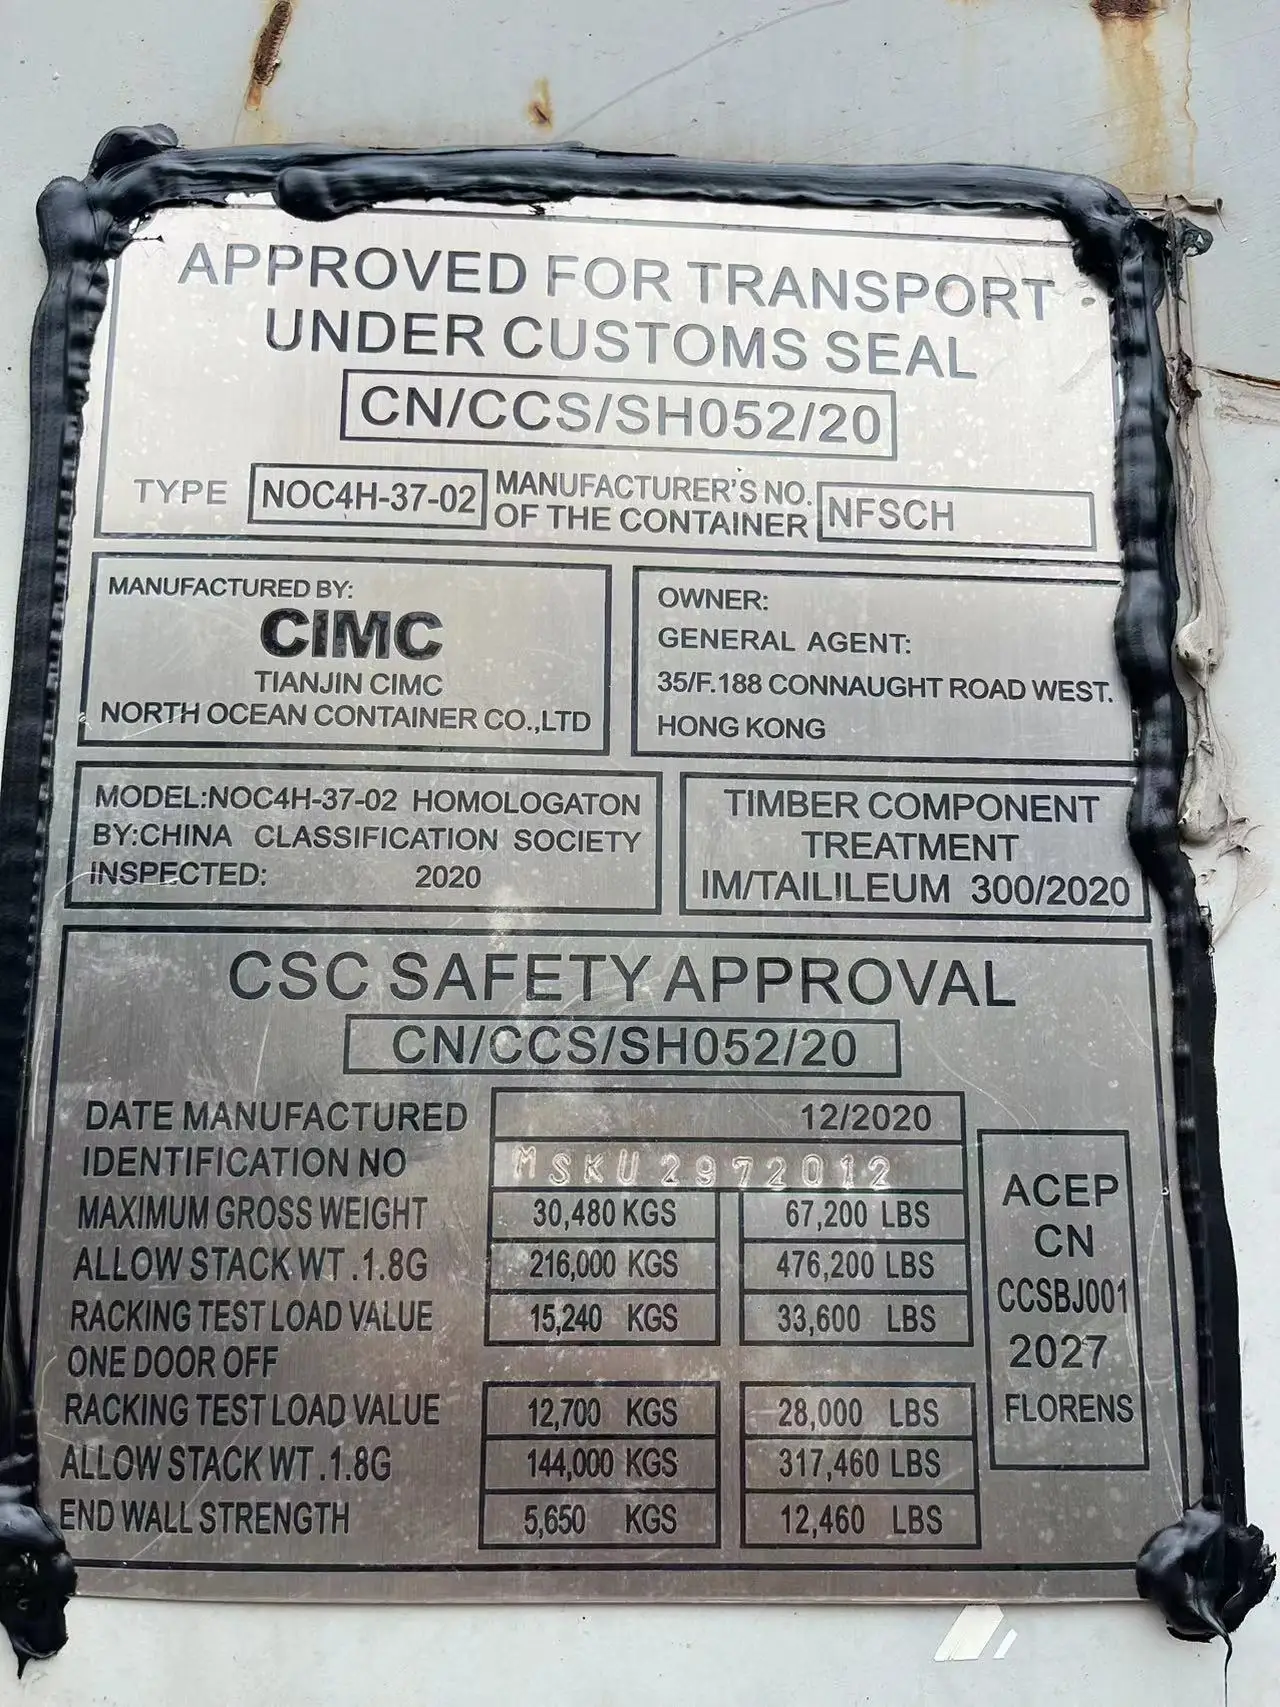 APPROVED FOR TRANSPORT
UNDER CUSTOMS SEAL
CN/CCS/SH052/20
TYPE NOC4H-37-02 MANUFACTURER'S NO. OF THE CONTAINER NFSCH
MANUFACTURED BY:
CIMC
TIANJIN CIMC
NORTH OCEAN CONTAINER CO.,LTD
OWNER:
GENERAL AGENT:
35/F.188 CONNAUGHT ROAD WEST.
HONG KONG
MODEL:NOC4H-37-02 HOMOLOGATON
BY:CHINA CLASSIFICATION SOCIETY
INSPECTED: 2020
TIMBER COMPONENT
TREATMENT
IM/TAILILEUM 300/2020
CSC SAFETY APPROVAL
CN/CCS/SH052/20
DATE MANUFACTURED 12/2020
IDENTIFICATION NO MSKU2972012
MAXIMUM GROSS WEIGHT 30,480 KGS 67,200 LBS
ALLOW STACK WT .1.8G 216,000 KGS 476,200 LBS
RACKING TEST LOAD VALUE 15,240 KGS 33,600 LBS
ONE DOOR OFF
RACKING TEST LOAD VALUE 12,700 KGS 28,000 LBS
ALLOW STACK WT .1.8G 144,000 KGS 317,460 LBS
END WALL STRENGTH 5,650 KGS 12,460 LBS
ACEP
CN
CCSBJ001
2027
FLORENS